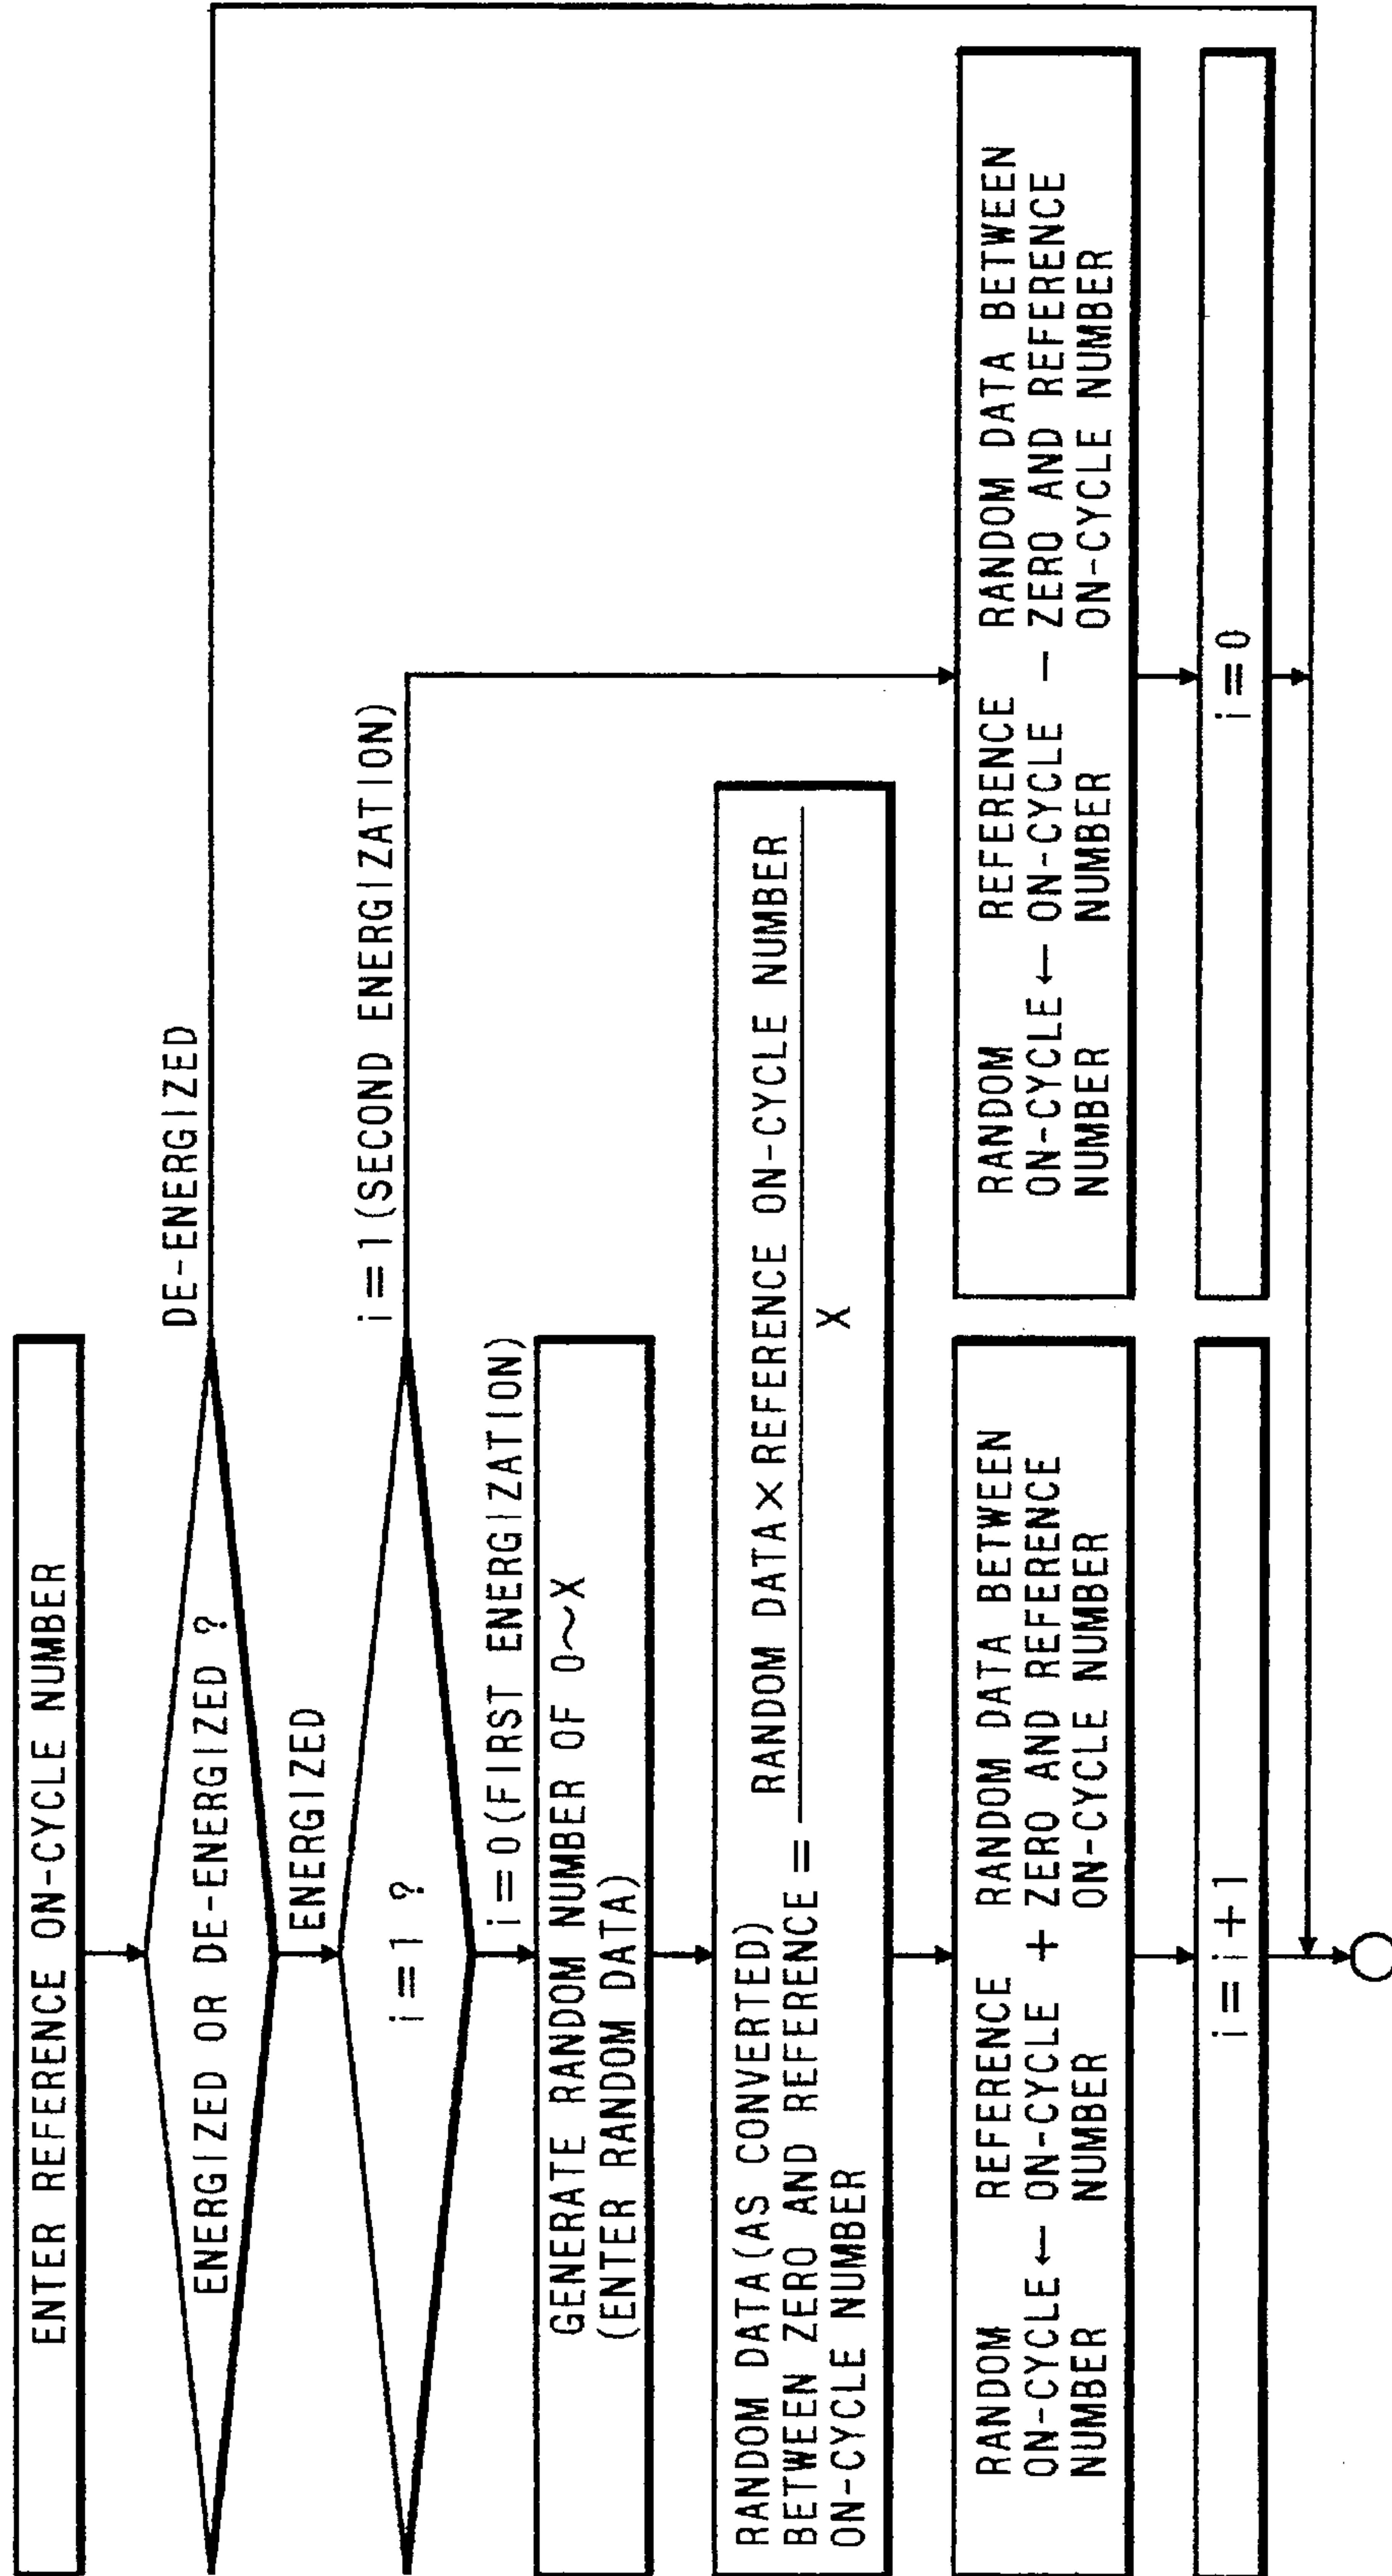 ENTER REFERENCE ON-CYCLE NUMBER
ENERGIZED OR DE-ENERGIZED ?
DE-ENERGIZED
ENERGIZED
i = 1 ?
i = 1 (SECOND ENERGIZATION)
i = 0 (FIRST ENERGIZATION)
GENERATE RANDOM NUMBER OF 0~X
(ENTER RANDOM DATA)
RANDOM DATA (AS CONVERTED)
BETWEEN ZERO AND REFERENCE =
ON-CYCLE NUMBER
RANDOM DATA × REFERENCE ON-CYCLE NUMBER
X
RANDOM REFERENCE RANDOM DATA BETWEEN
ON-CYCLE ← ON-CYCLE + ZERO AND REFERENCE
NUMBER NUMBER ON-CYCLE NUMBER
i = i + 1
RANDOM REFERENCE RANDOM DATA BETWEEN
ON-CYCLE ← ON-CYCLE − ZERO AND REFERENCE
NUMBER NUMBER ON-CYCLE NUMBER
i = 0